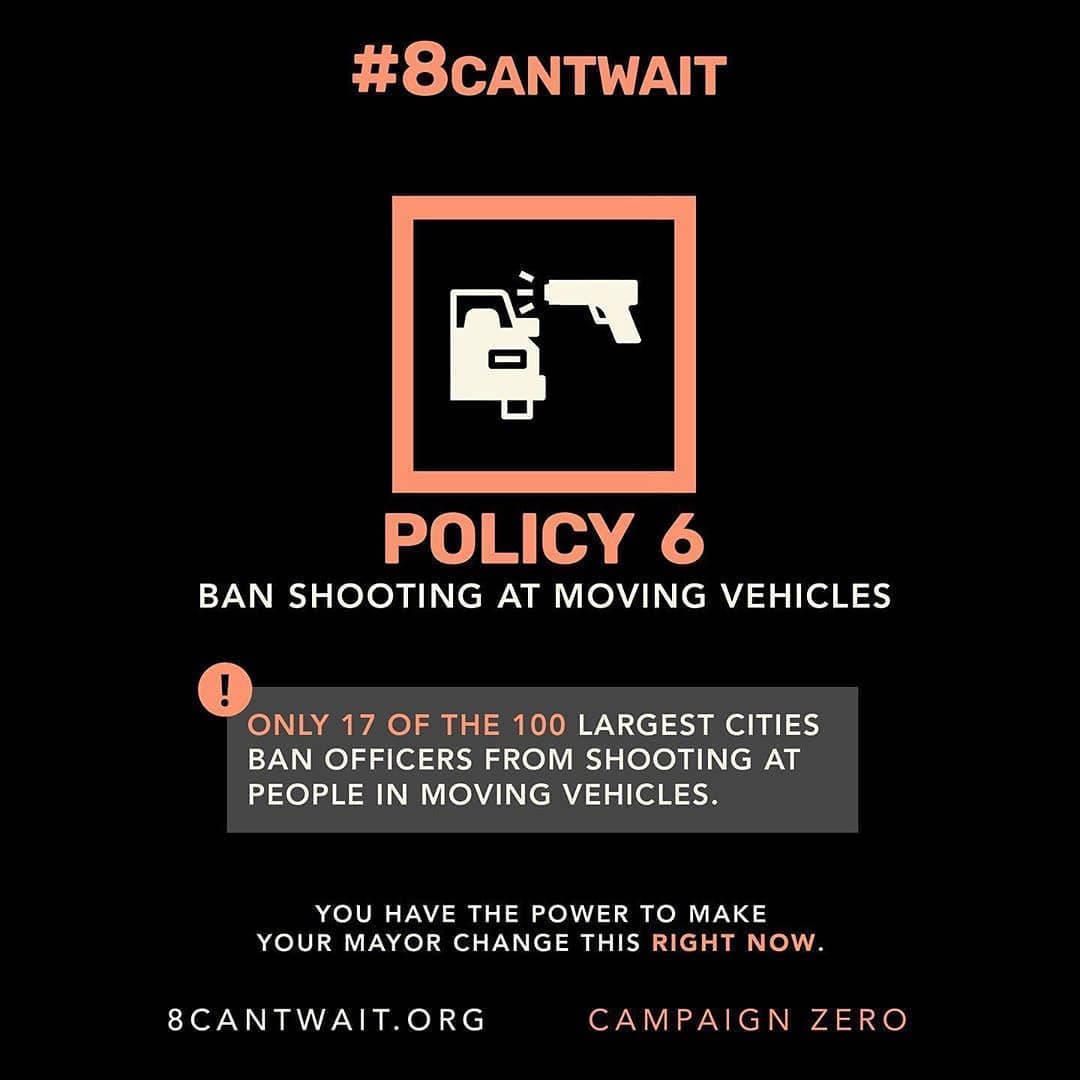 #8CANTWAIT
POLICY 6
BAN SHOOTING AT MOVING VEHICLES
!
ONLY 17 OF THE 100 LARGEST CITIES
BAN OFFICERS FROM SHOOTING AT
PEOPLE IN MOVING VEHICLES.
YOU HAVE THE POWER TO MAKE
YOUR MAYOR CHANGE THIS RIGHT NOW.
8CANTWAIT.ORG CAMPAIGN ZERO